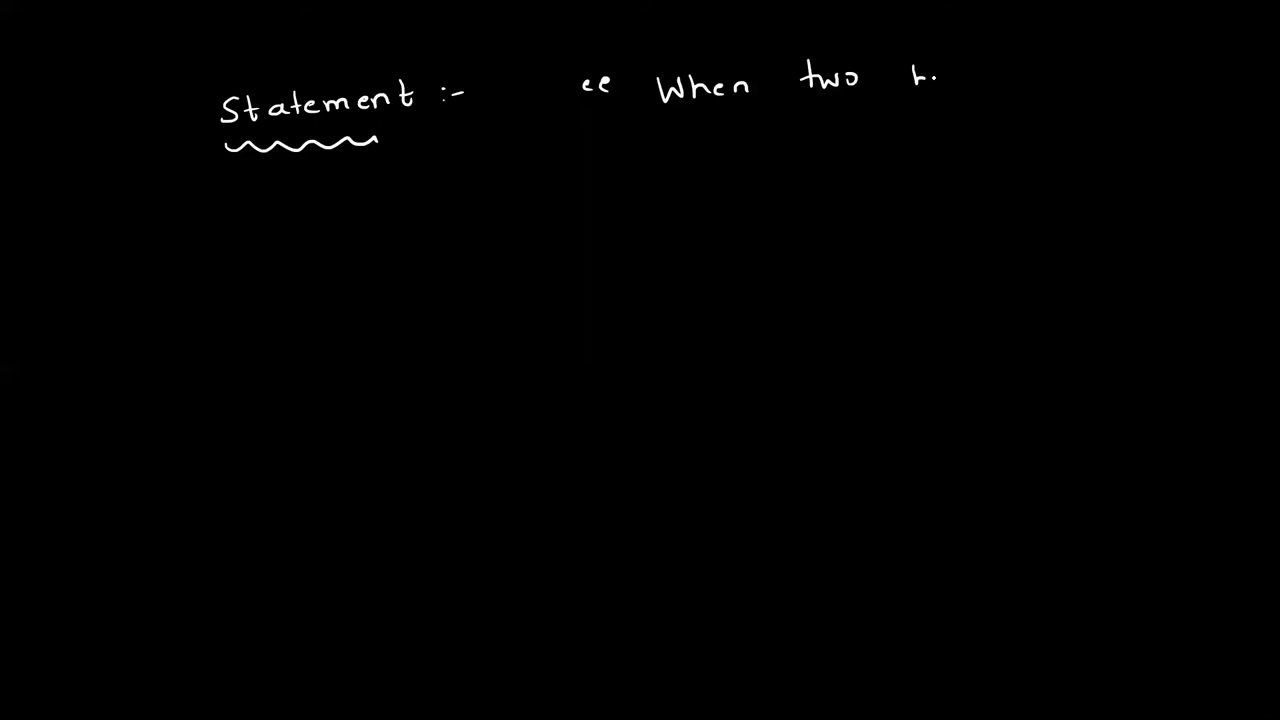 Statement :- “ When two